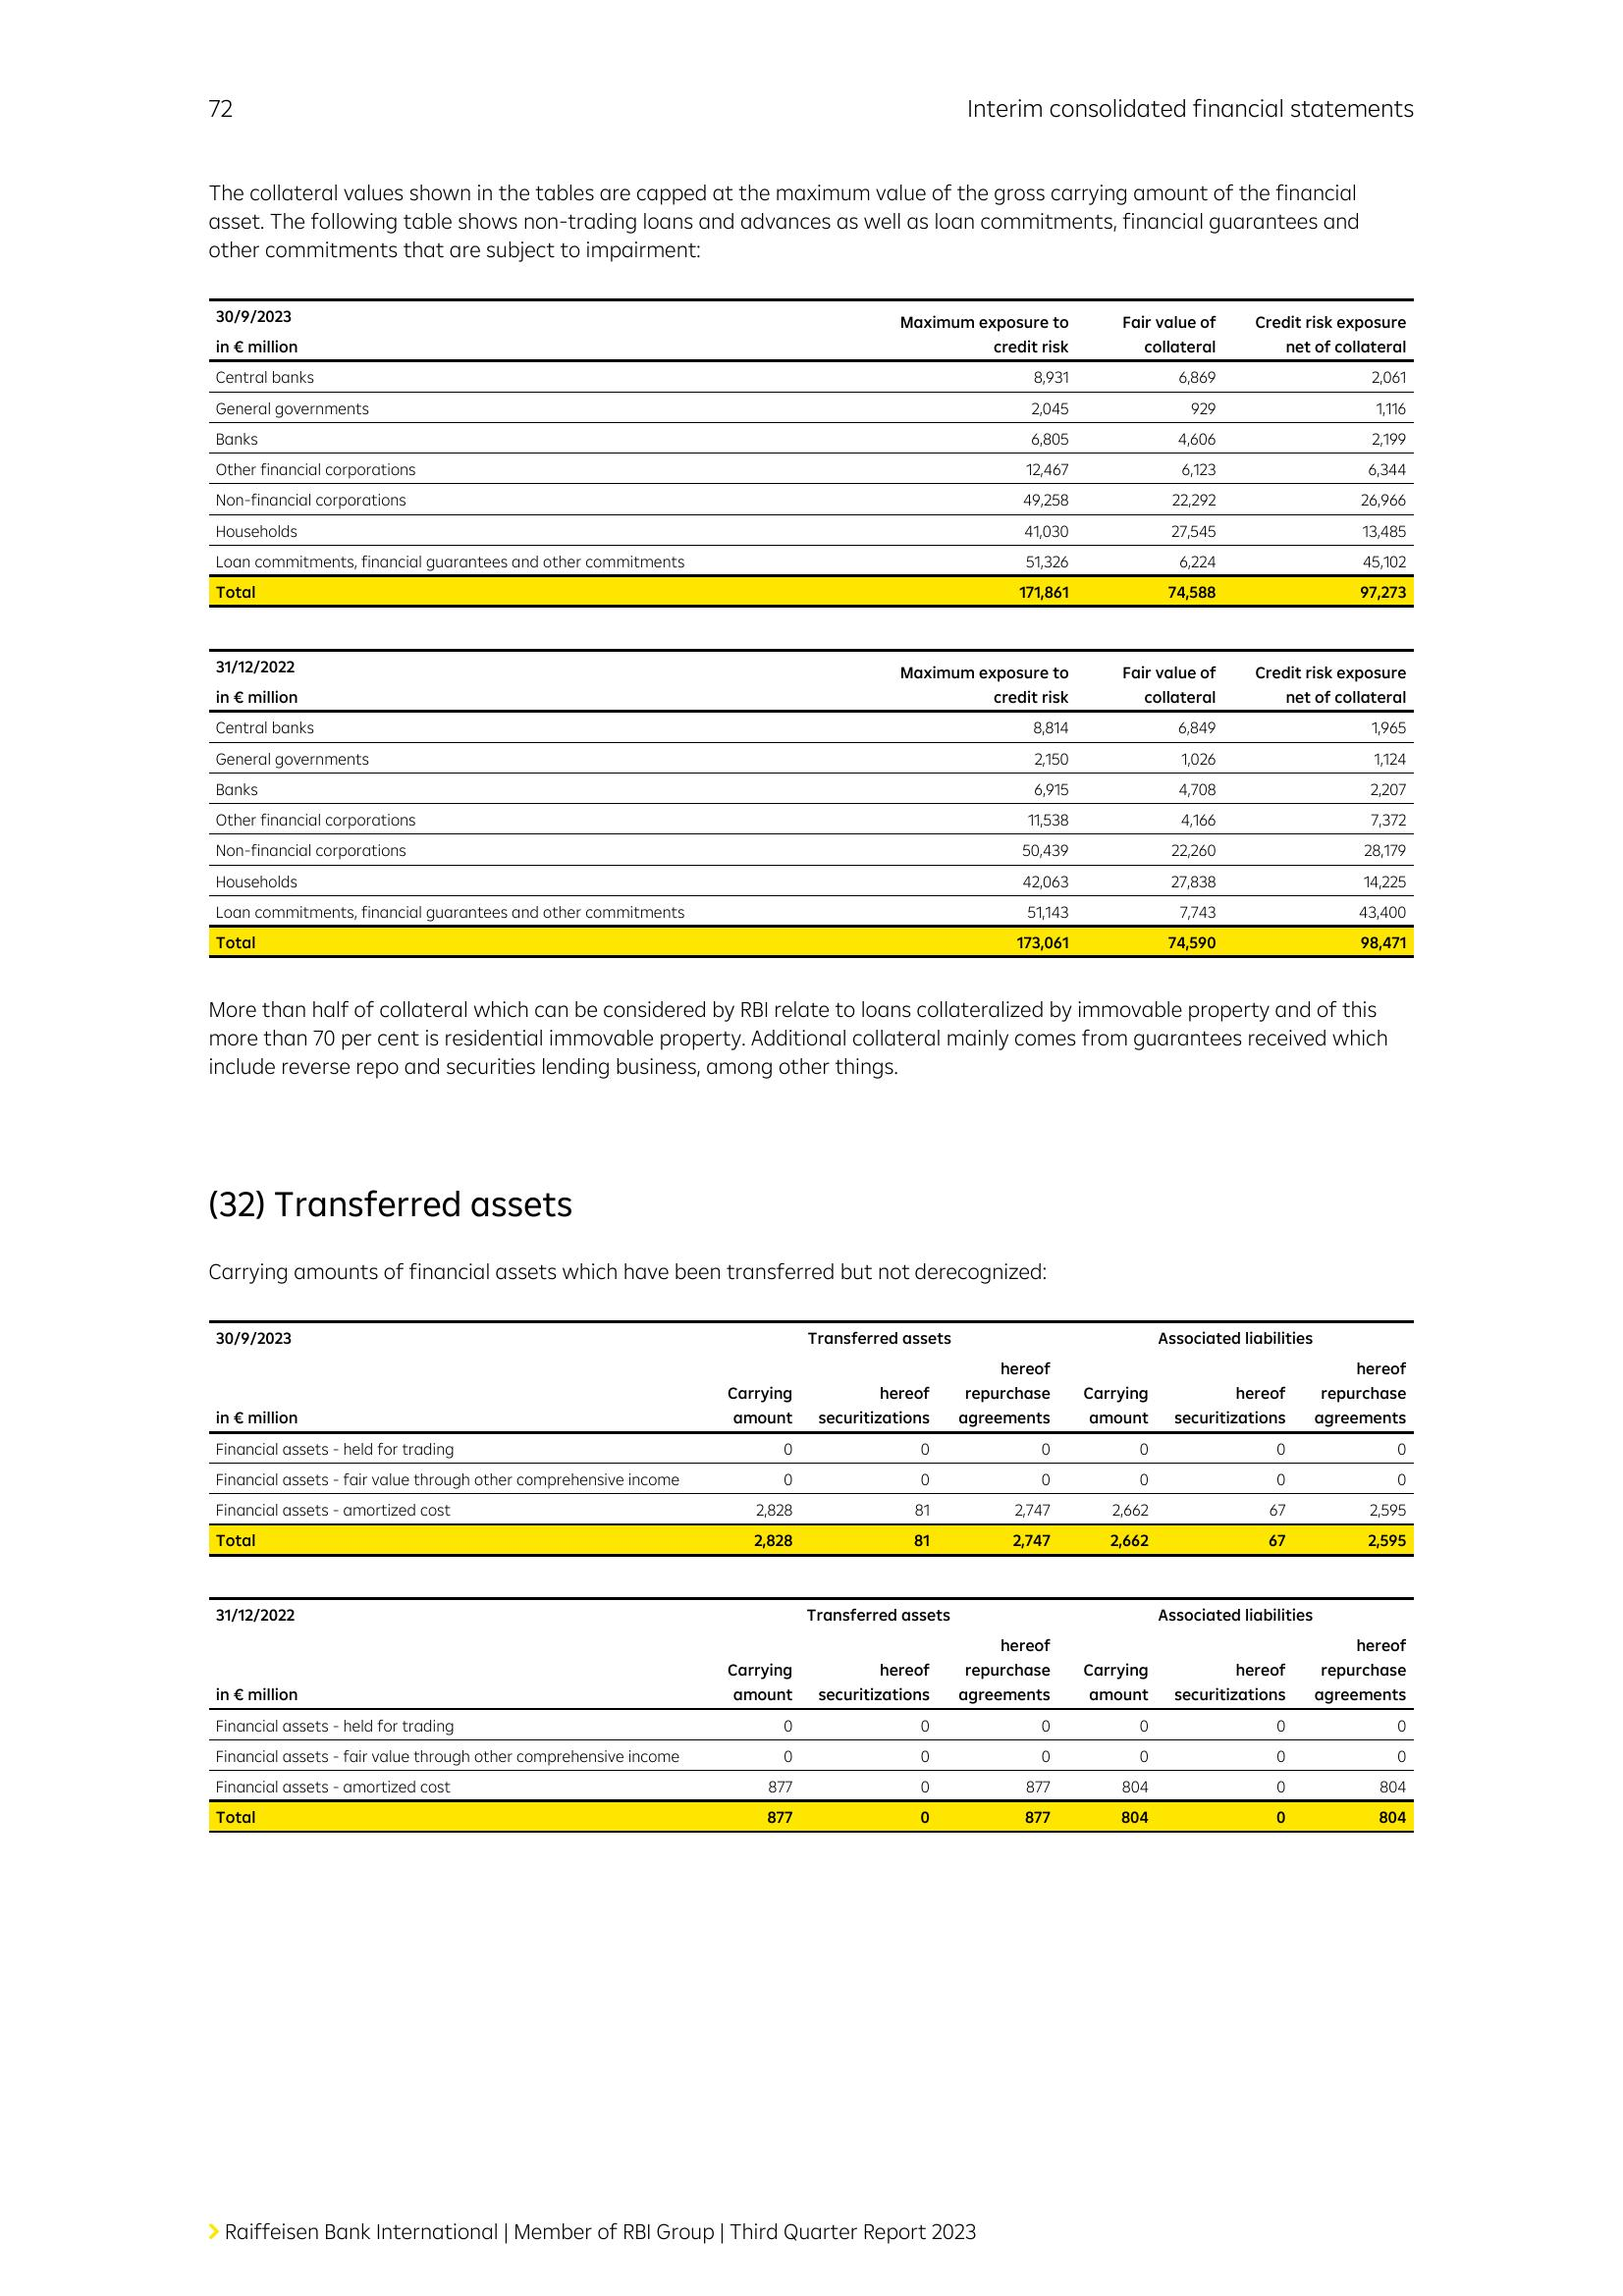 72 Interim consolidated financial statements
The collateral values shown in the tables are capped at the maximum value of the gross carrying amount of the financial
asset. The following table shows non-trading loans and advances as well as loan commitments, financial guarantees and
other commitments that are subject to impairment:
30/9/2023 Maximum exposure to Fair value of Credit risk exposure
in € million credit risk collateral net of collateral
Central banks 8,931 6,869 2,061
General governments 2,045 929 1,116
Banks 6,805 4,606 2,199
Other financial corporations 12,467 6,123 6,344
Non-financial corporations 49,258 22,292 26,966
Households 41,030 27,545 13,485
Loan commitments, financial guarantees and other commitments 51,326 6,224 45,102
Total 171,861 74,588 97,273
31/12/2022 Maximum exposure to Fair value of Credit risk exposure
in € million credit risk collateral net of collateral
Central banks 8,814 6,849 1,965
General governments 2,150 1,026 1,124
Banks 6,915 4,708 2,207
Other financial corporations 11,538 4,166 7,372
Non-financial corporations 50,439 22,260 28,179
Households 42,063 27,838 14,225
Loan commitments, financial guarantees and other commitments 51,143 7,743 43,400
Total 173,061 74,590 98,471
More than half of collateral which can be considered by RBI relate to loans collateralized by immovable property and of this
more than 70 per cent is residential immovable property. Additional collateral mainly comes from guarantees received which
include reverse repo and securities lending business, among other things.
(32) Transferred assets
Carrying amounts of financial assets which have been transferred but not derecognized:
30/9/2023 Transferred assets Associated liabilities
hereof hereof
Carrying hereof repurchase Carrying hereof repurchase
in € million amount securitizations agreements amount securitizations agreements
Financial assets - held for trading 0 0 0 0 0 0
Financial assets - fair value through other comprehensive income 0 0 0 0 0 0
Financial assets - amortized cost 2,828 81 2,747 2,662 67 2,595
Total 2,828 81 2,747 2,662 67 2,595
31/12/2022 Transferred assets Associated liabilities
hereof hereof
Carrying hereof repurchase Carrying hereof repurchase
in € million amount securitizations agreements amount securitizations agreements
Financial assets - held for trading 0 0 0 0 0 0
Financial assets - fair value through other comprehensive income 0 0 0 0 0 0
Financial assets - amortized cost 877 0 877 804 0 804
Total 877 0 877 804 0 804
Raiffeisen Bank International | Member of RBI Group | Third Quarter Report 2023